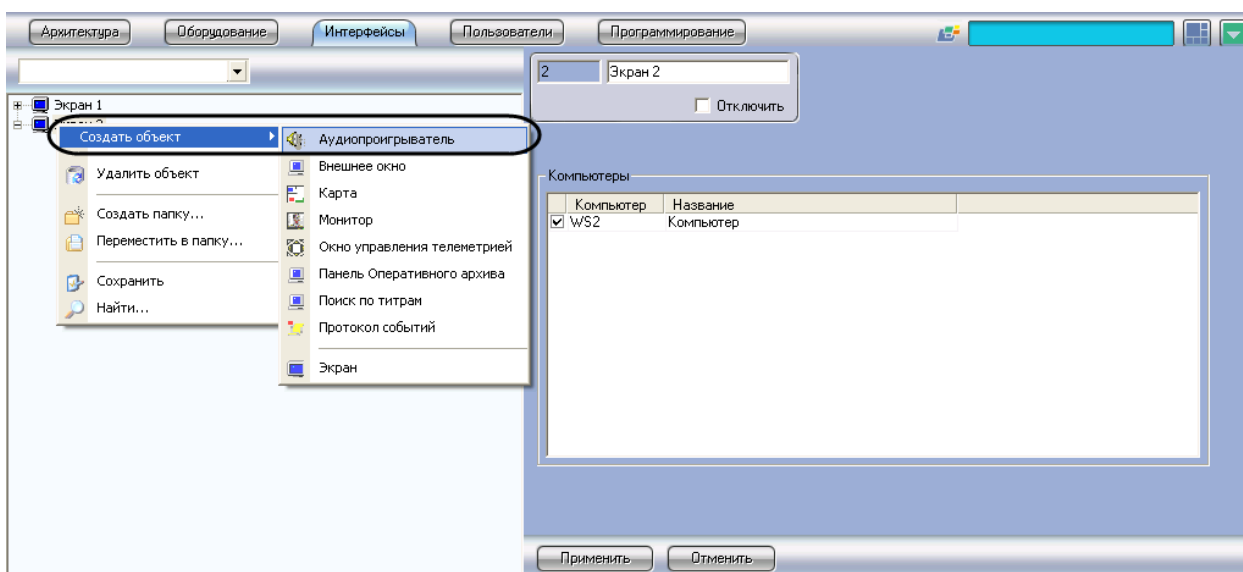 Архитектура Оборудование Интерфейсы Пользователи Программирование
2 Экран 2
Отключить
Экран 1
Создать объект
Удалить объект
Создать папку...
Переместить в папку...
Сохранить
Найти...
Аудиопроигрыватель
Внешнее окно
Карта
Монитор
Окно управления телеметрией
Панель Оперативного архива
Поиск по титрам
Протокол событий
Экран
Компьютеры
Компьютер Название
WS2 Компьютер
Применить Отменить